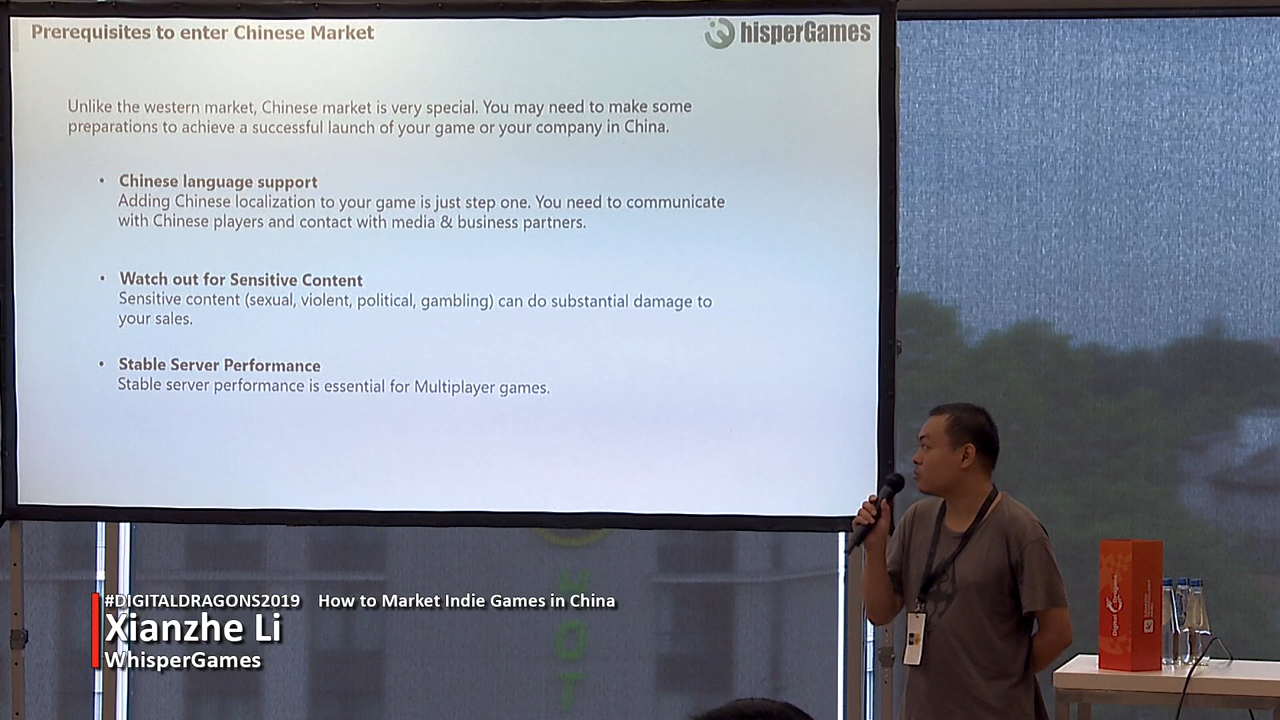 Prerequisites to enter Chinese Market
hisperGames
Unlike the western market, Chinese market is very special. You may need to make some
preparations to achieve a successful launch of your game or your company in China.
• Chinese language support
Adding Chinese localization to your game is just step one. You need to communicate
with Chinese players and contact with media & business partners.
• Watch out for Sensitive Content
Sensitive content (sexual, violent, political, gambling) can do substantial damage to
your sales.
• Stable Server Performance
Stable server performance is essential for Multiplayer games.
#DIGITALDRAGONS2019 How to Market Indie Games in China
Xianzhe Li
WhisperGames
Digital Dragons